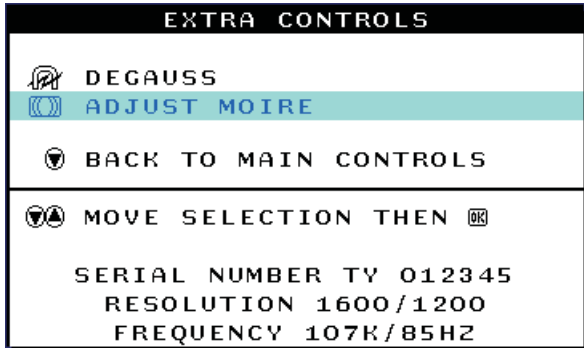 EXTRA CONTROLS
DEGAUSS
ADJUST MOIRE
BACK TO MAIN CONTROLS
MOVE SELECTION THEN OK
SERIAL NUMBER TY 012345
RESOLUTION 1600/1200
FREQUENCY 107K/85HZ